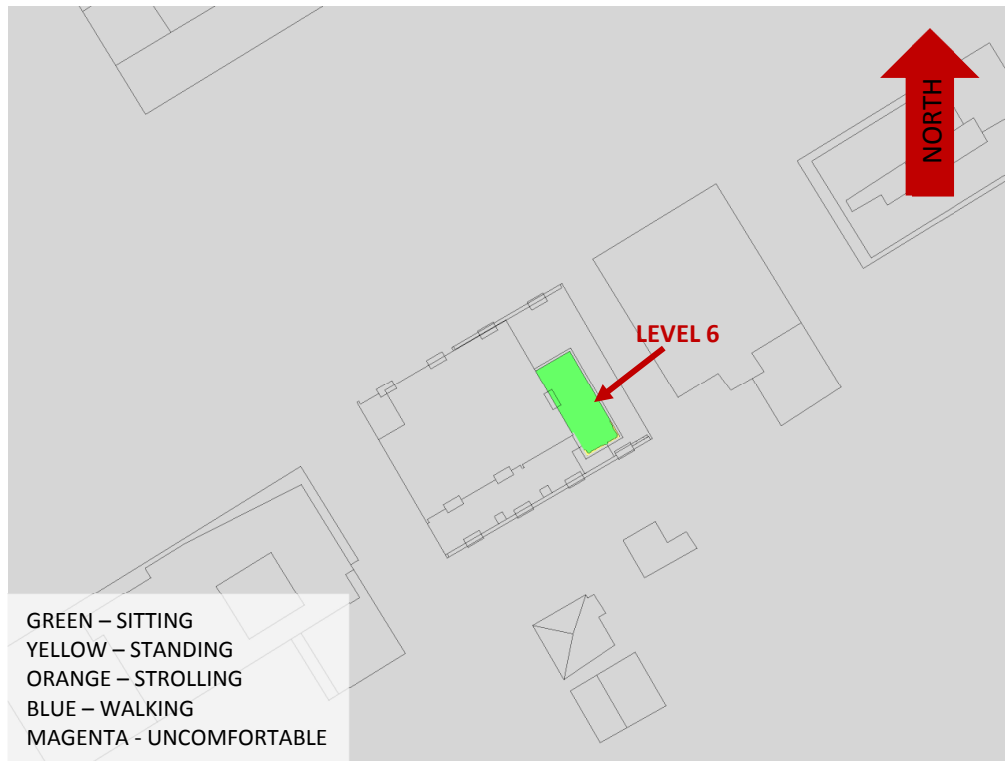 NORTH
LEVEL 6
GREEN – SITTING
YELLOW – STANDING
ORANGE – STROLLING
BLUE – WALKING
MAGENTA - UNCOMFORTABLE